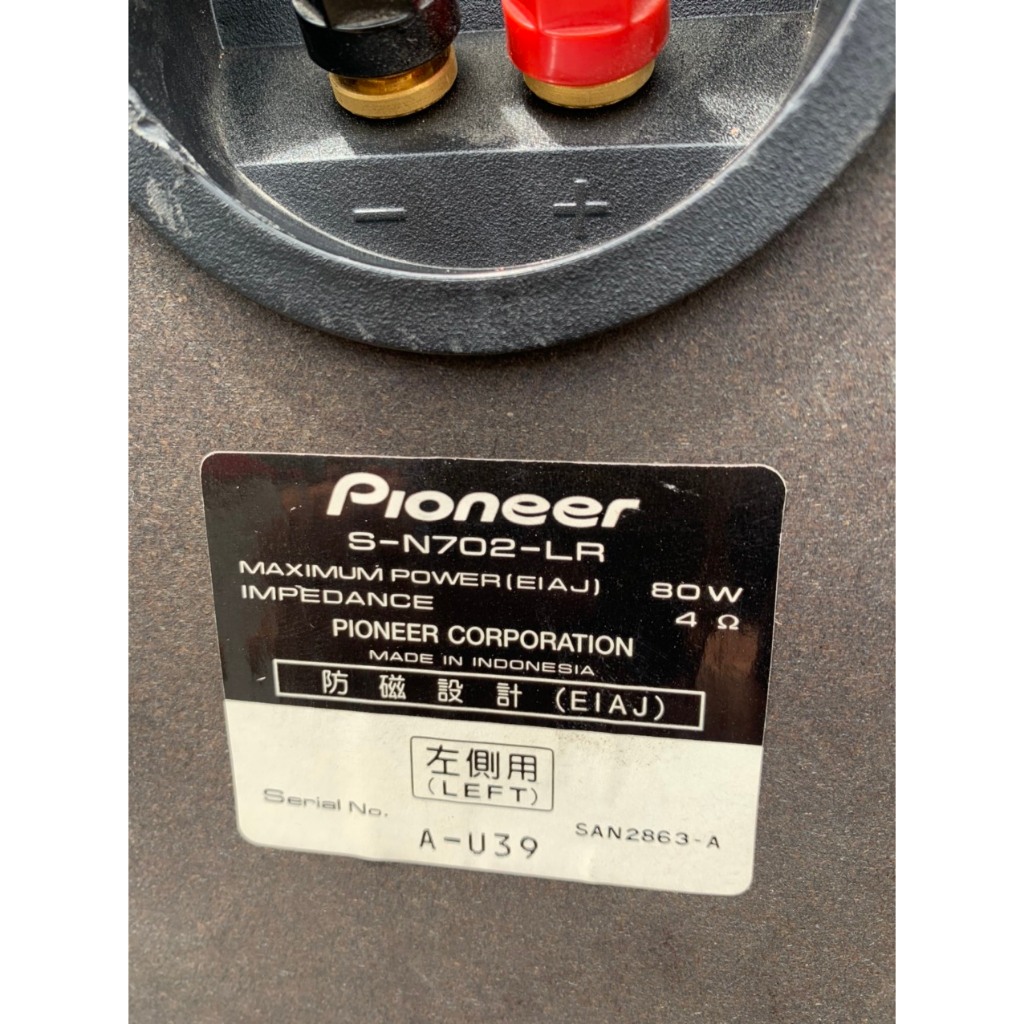 − +
Pioneer
S-N702-LR
MAXIMUM POWER(EIAJ) 80W
IMPEDANCE 4 Ω
PIONEER CORPORATION
MADE IN INDONESIA
防磁設計(EIAJ)
左側用
(LEFT)
Serial No.
A-U39
SAN2863-A